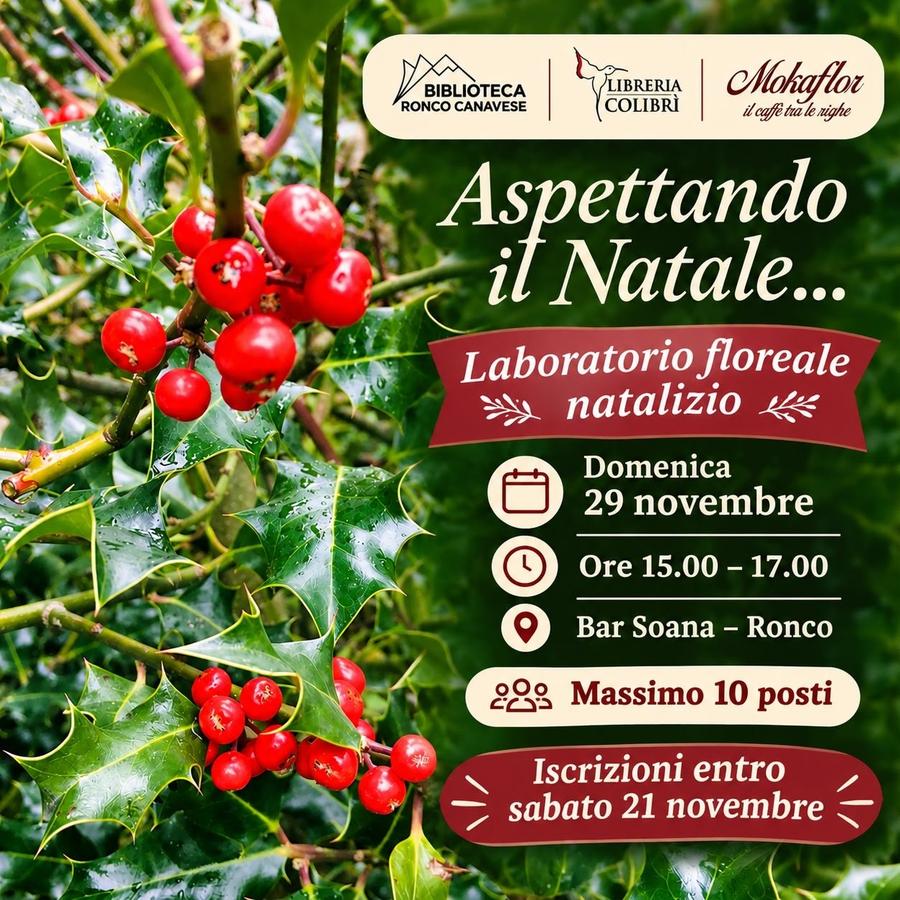 BIBLIOTECA
RONCO CANAVESE
LIBRERIA
COLIBRÌ
Mokaflor
il caffe tra le righe
Aspettando
il Natale...
Laboratorio floreale
natalizio
Domenica
29 novembre
Ore 15.00 – 17.00
Bar Soana – Ronco
Massimo 10 posti
Iscrizioni entro
sabato 21 novembre